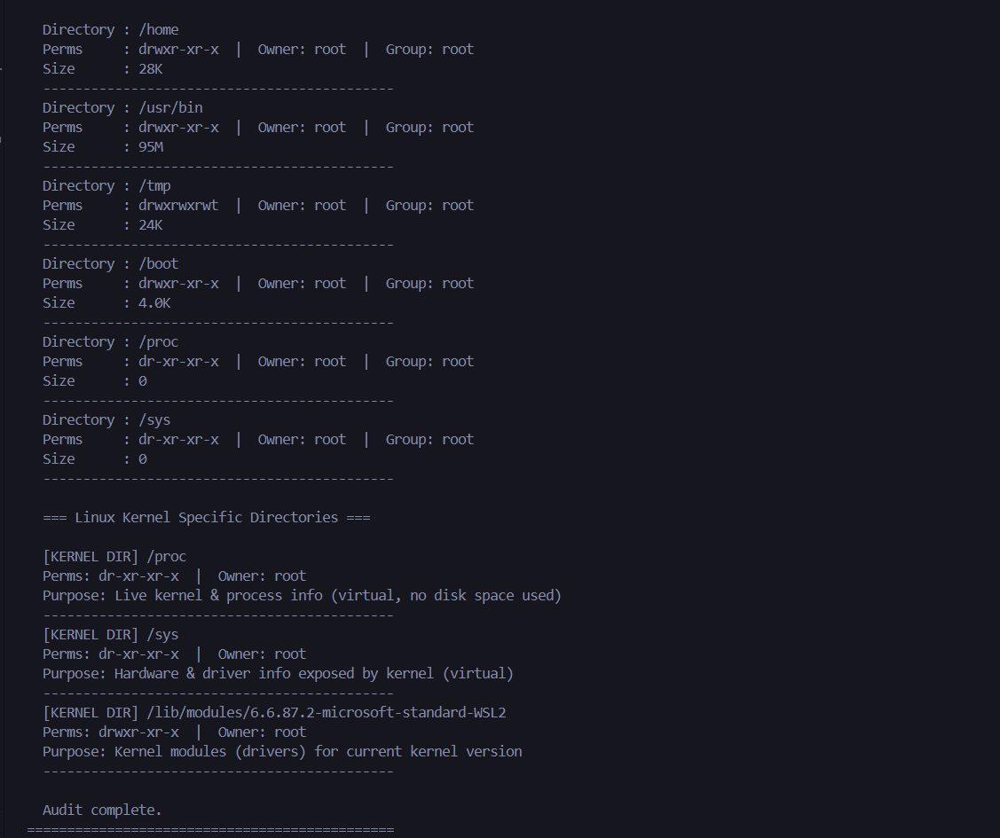 Directory : /home
Perms     : drwxr-xr-x  |  Owner: root  |  Group: root
Size      : 28K
--------------------------------------------
Directory : /usr/bin
Perms     : drwxr-xr-x  |  Owner: root  |  Group: root
Size      : 95M
--------------------------------------------
Directory : /tmp
Perms     : drwxrwxrwt  |  Owner: root  |  Group: root
Size      : 24K
--------------------------------------------
Directory : /boot
Perms     : drwxr-xr-x  |  Owner: root  |  Group: root
Size      : 4.0K
--------------------------------------------
Directory : /proc
Perms     : dr-xr-xr-x  |  Owner: root  |  Group: root
Size      : 0
--------------------------------------------
Directory : /sys
Perms     : dr-xr-xr-x  |  Owner: root  |  Group: root
Size      : 0
--------------------------------------------
=== Linux Kernel Specific Directories ===
[KERNEL DIR] /proc
Perms: dr-xr-xr-x  |  Owner: root
Purpose: Live kernel & process info (virtual, no disk space used)
--------------------------------------------
[KERNEL DIR] /sys
Perms: dr-xr-xr-x  |  Owner: root
Purpose: Hardware & driver info exposed by kernel (virtual)
--------------------------------------------
[KERNEL DIR] /lib/modules/6.6.87.2-microsoft-standard-WSL2
Perms: drwxr-xr-x  |  Owner: root
Purpose: Kernel modules (drivers) for current kernel version
--------------------------------------------
Audit complete.
==============================================